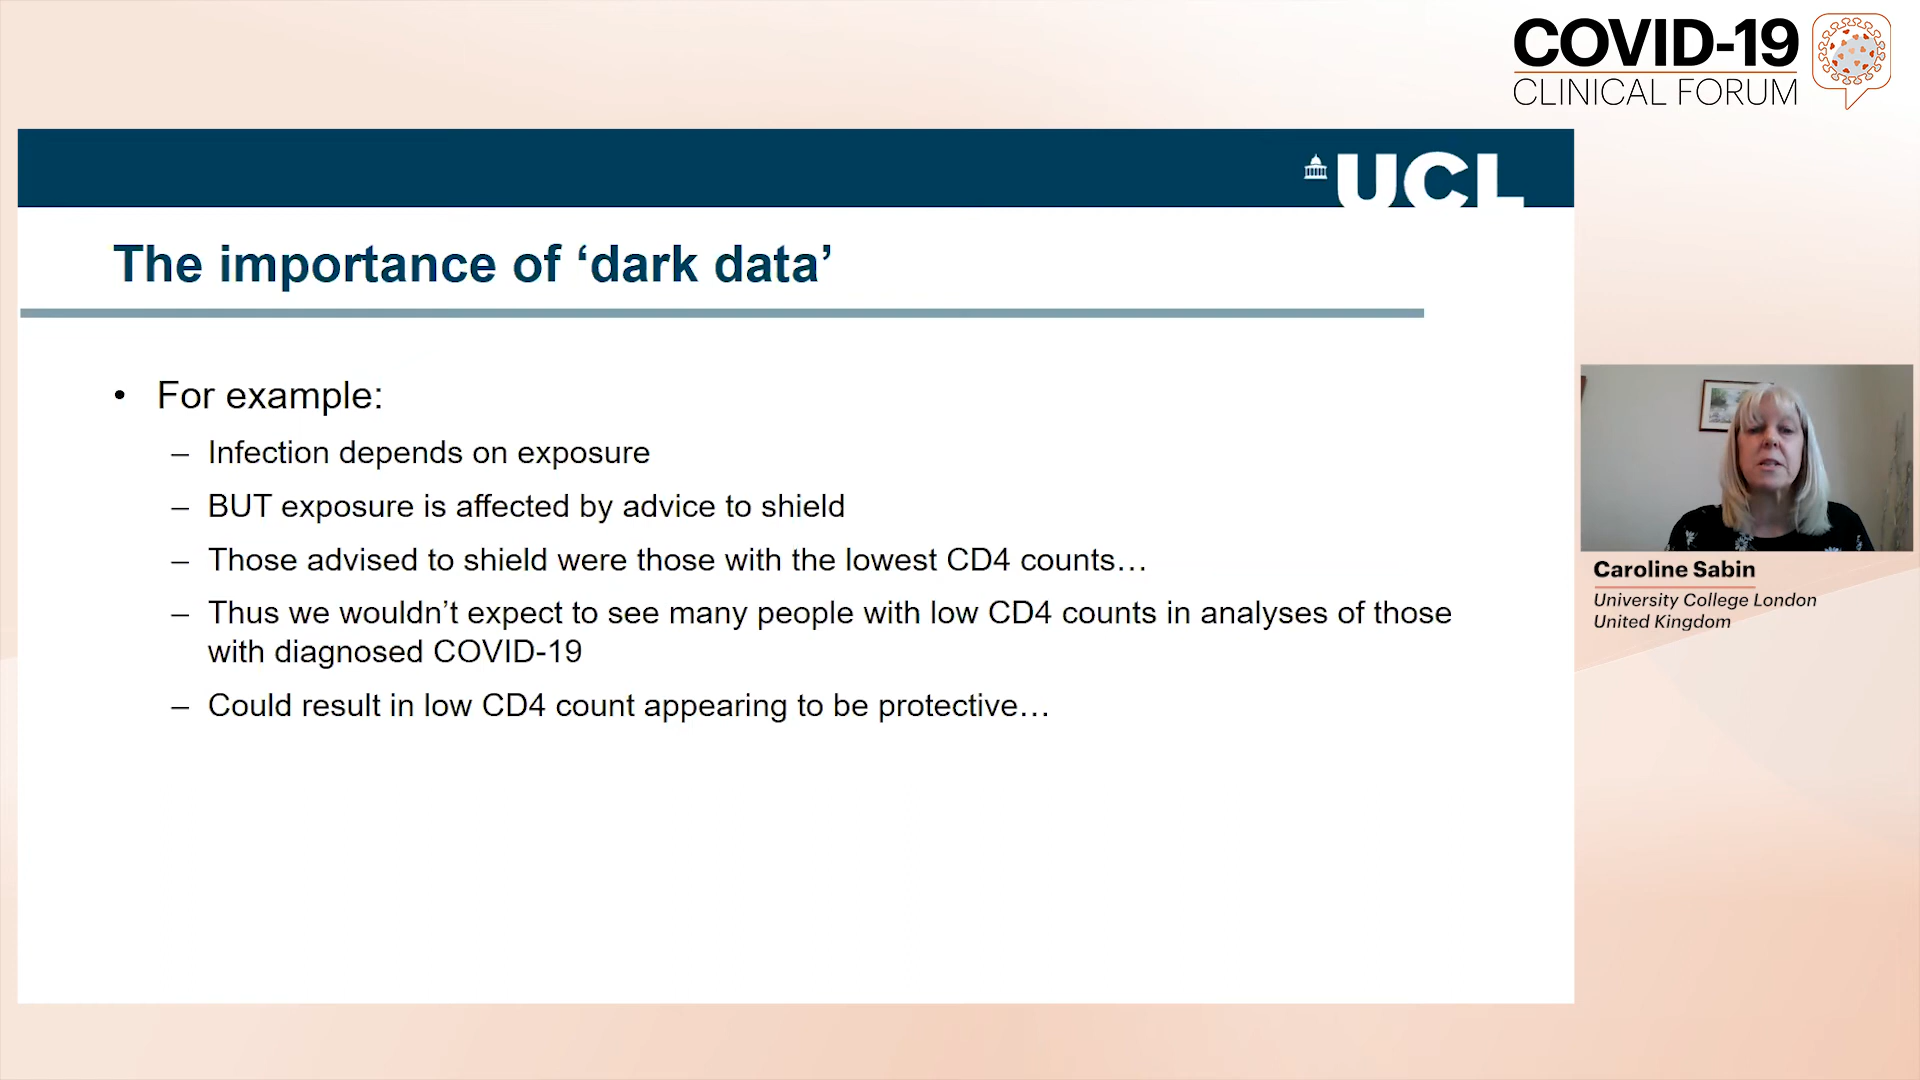 COVID-19
CLINICAL FORUM
UCL
The importance of ‘dark data’
• For example:
– Infection depends on exposure
– BUT exposure is affected by advice to shield
– Those advised to shield were those with the lowest CD4 counts…
– Thus we wouldn’t expect to see many people with low CD4 counts in analyses of those
with diagnosed COVID-19
– Could result in low CD4 count appearing to be protective…
Caroline Sabin
University College London
United Kingdom